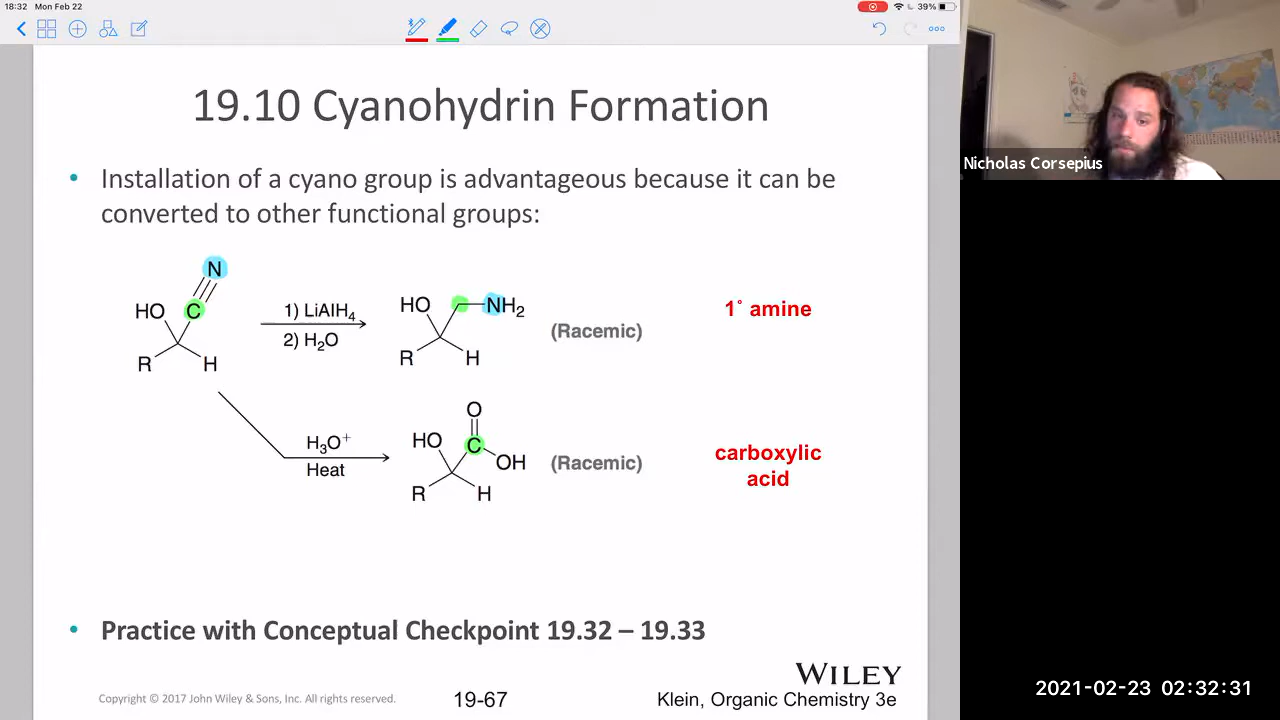 18:32 Mon Feb 22
39%
19.10 Cyanohydrin Formation
• Installation of a cyano group is advantageous because it can be
converted to other functional groups:
N
HO C
R H
1) LiAlH4
2) H2O
HO NH2
R H
(Racemic)
1° amine
H3O+
Heat
O
HO C
OH
R H
(Racemic)
carboxylic
acid
• Practice with Conceptual Checkpoint 19.32 – 19.33
WILEY
Copyright © 2017 John Wiley & Sons, Inc. All rights reserved.
19-67
Klein, Organic Chemistry 3e
Nicholas Corsepius
2021-02-23 02:32:31